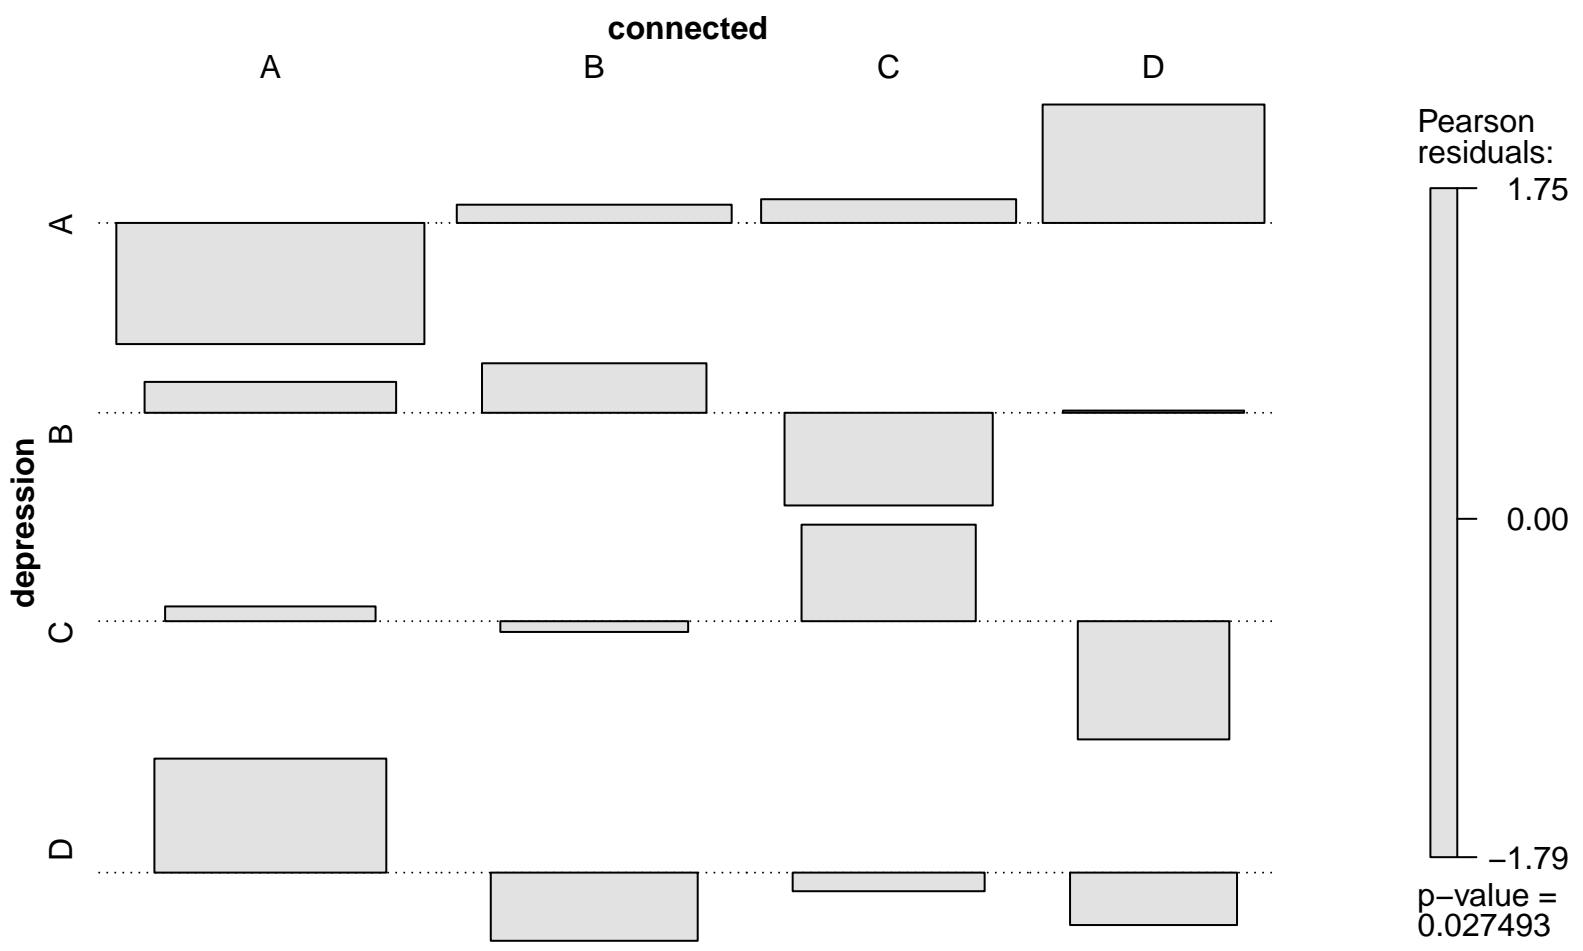 connected
A B C D
Pearson
residuals:
1.75
A
B
depression
0.00
C
D
−1.79
p−value =
0.027493